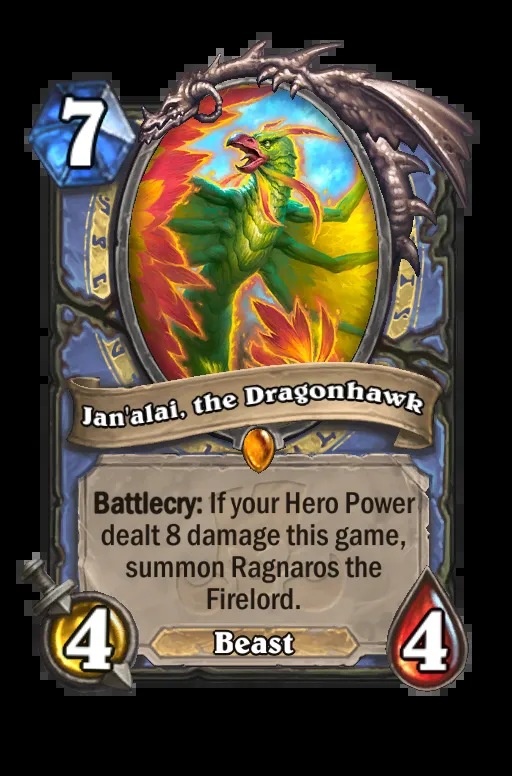 7
Jan'alai, the Dragonhawk
Battlecry: If your Hero Power
dealt 8 damage this game,
summon Ragnaros the
Firelord.
4
Beast
4